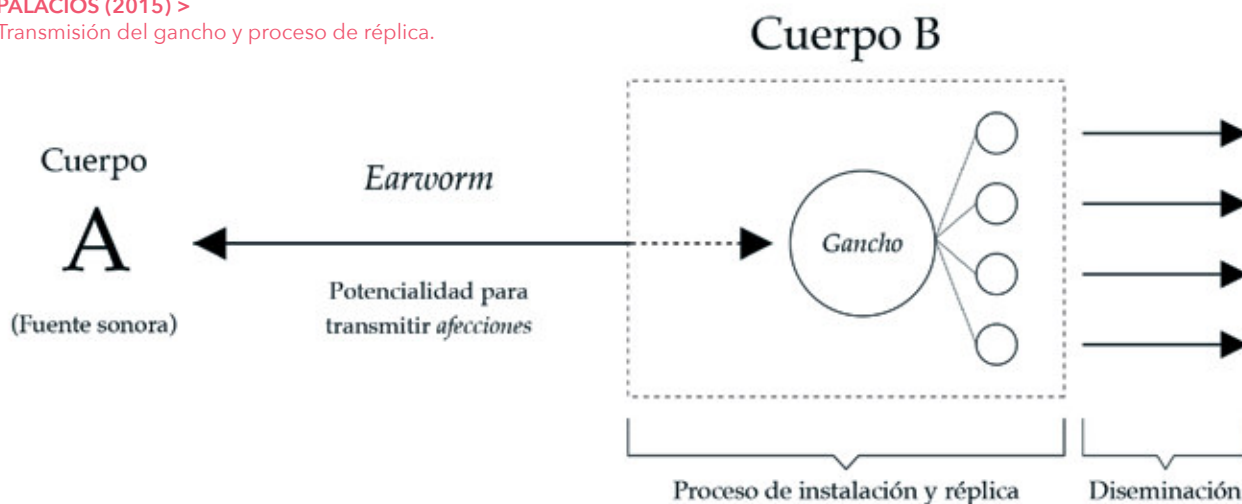 PALACIOS (2015) >
Transmisión del gancho y proceso de réplica.
Cuerpo B
Cuerpo
A
(Fuente sonora)
Earworm
Potencialidad para
transmitir afecciones
Gancho
Proceso de instalación y réplica
Diseminación